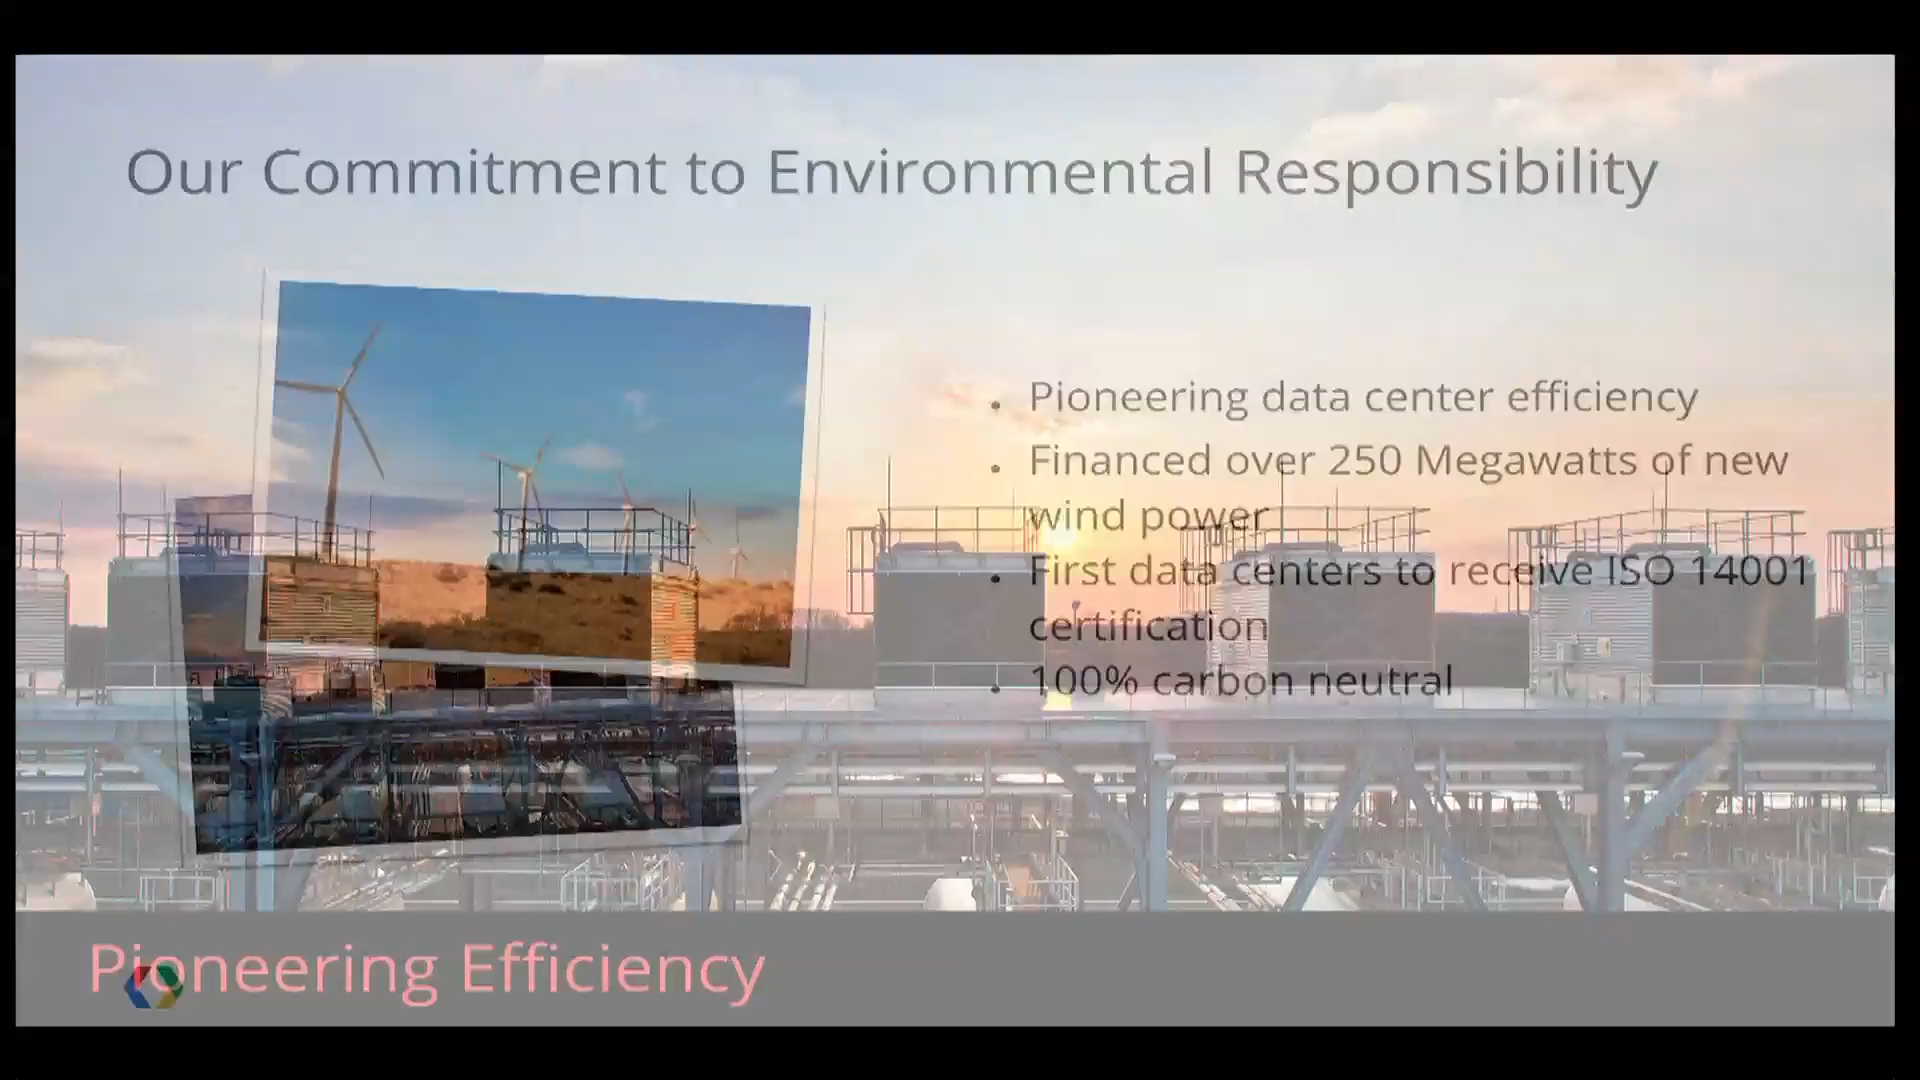 Our Commitment to Environmental Responsibility
• Pioneering data center efficiency
• Financed over 250 Megawatts of new
wind power
• First data centers to receive ISO 14001
certification
• 100% carbon neutral
Pioneering Efficiency